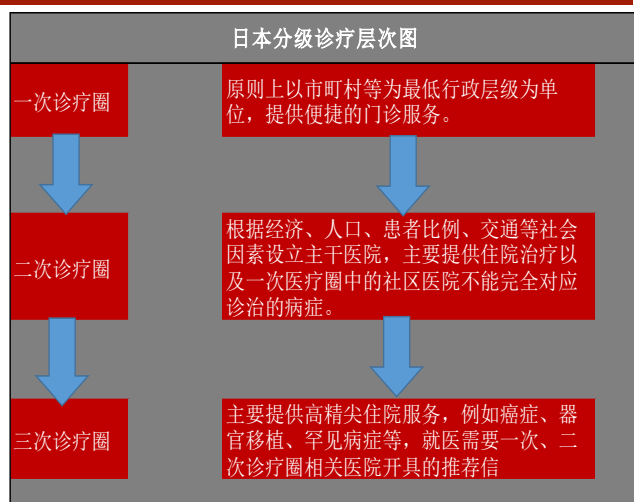 日本分级诊疗层次图
一次诊疗圈
原则上以市町村等为最低行政层级为单
位，提供便捷的门诊服务。
二次诊疗圈
根据经济、人口、患者比例、交通等社会
因素设立主干医院，主要提供住院治疗以
及一次医疗圈中的社区医院不能完全对应
诊治的病症。
三次诊疗圈
主要提供高精尖住院服务，例如癌症、器
官移植、罕见病症等，就医需要一次、二
次诊疗圈相关医院开具的推荐信